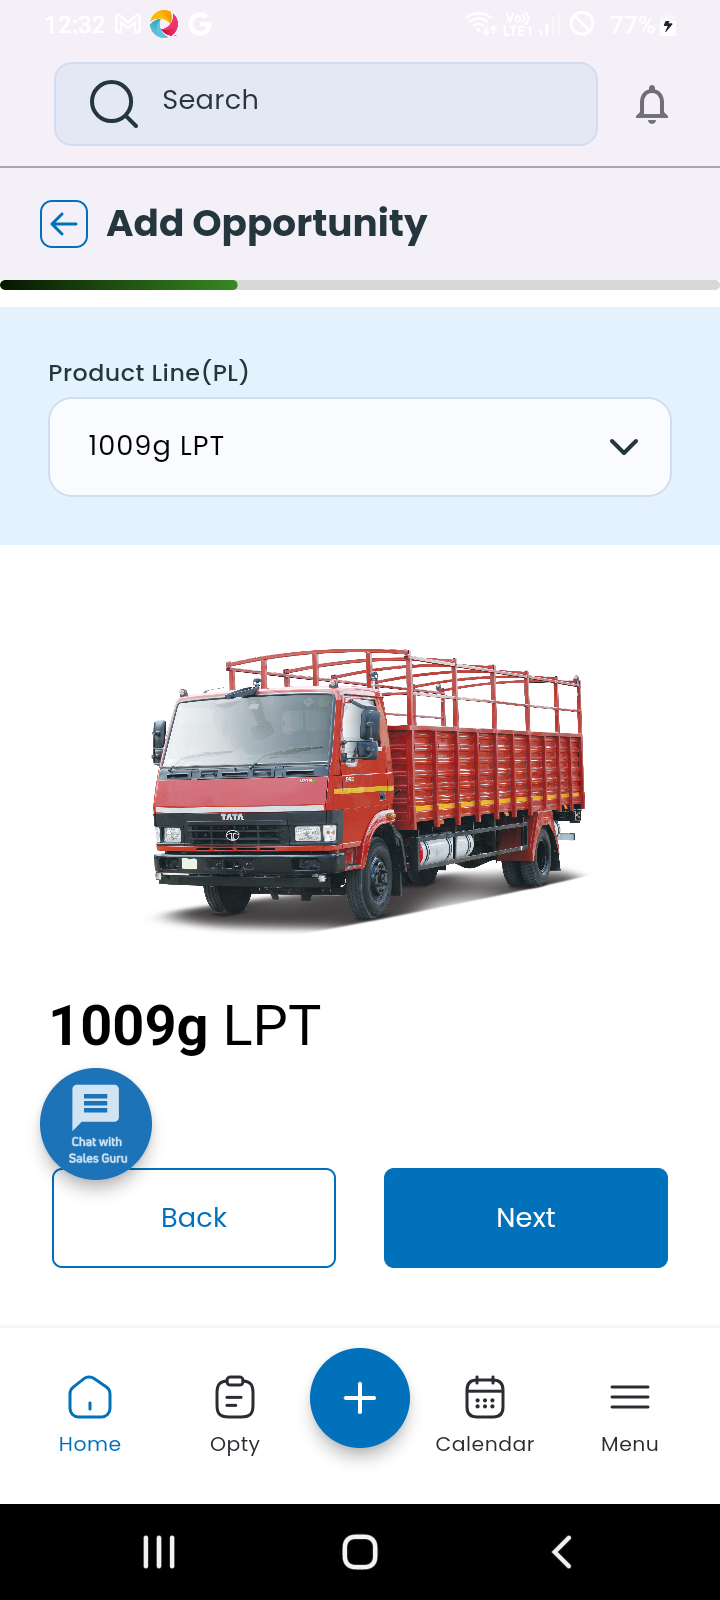 12:32
Vo))
LTE1
77%
Search
Add Opportunity
Product Line(PL)
1009g LPT
TATA
1009g LPT
Chat with
Sales Guru
Back
Next
Home
Opty
Calendar
Menu